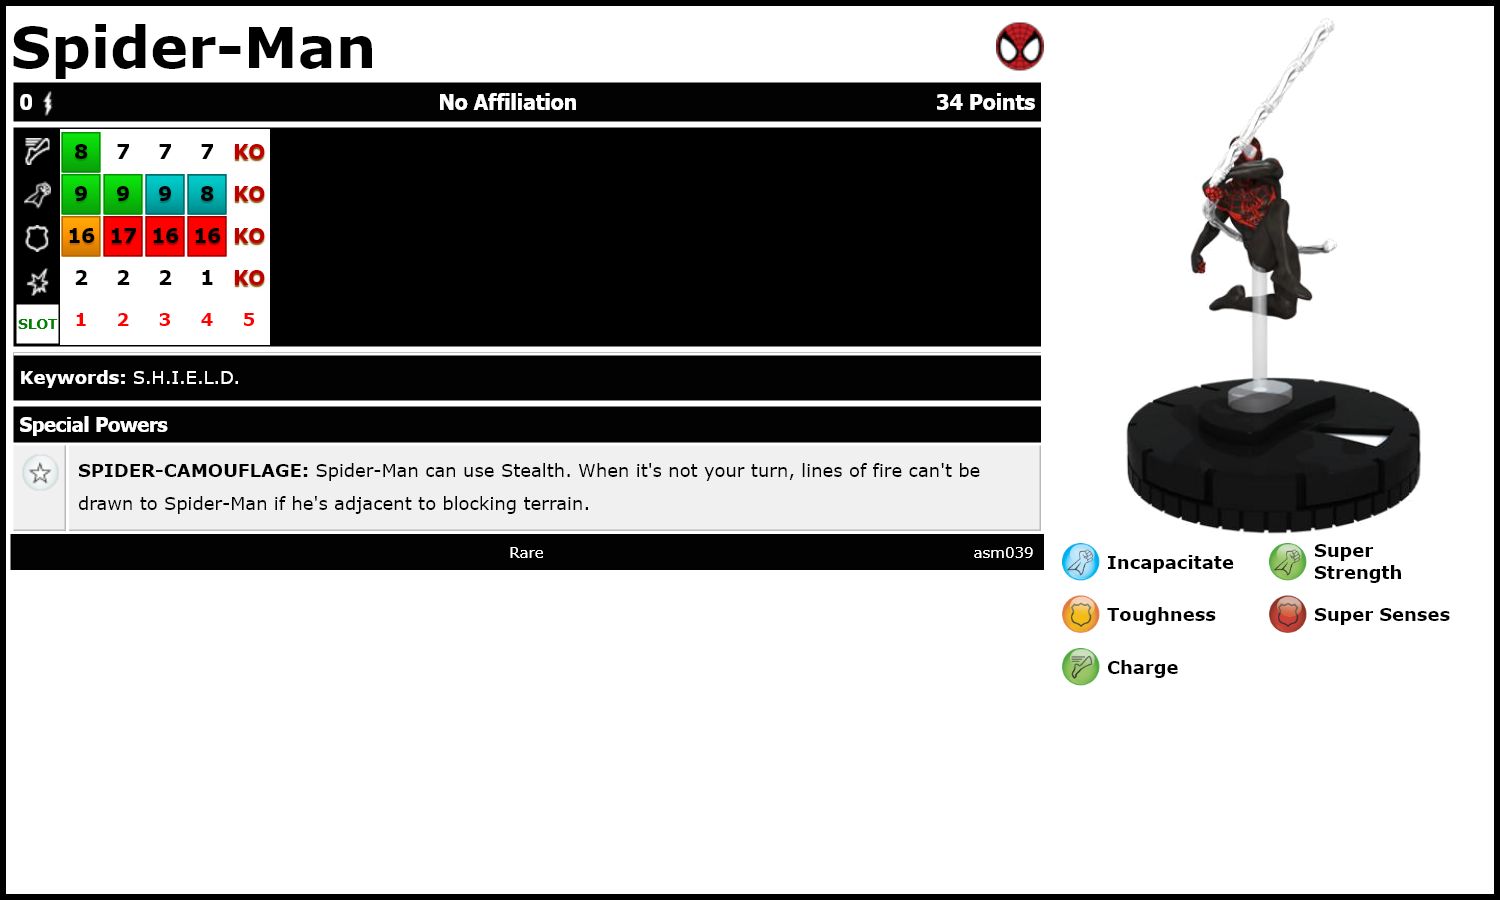 Spider-Man
0 No Affiliation 34 Points
8 7 7 7 KO
9 9 9 8 KO
16 17 16 16 KO
2 2 2 1 KO
SLOT 1 2 3 4 5
Keywords: S.H.I.E.L.D.
Special Powers
SPIDER-CAMOUFLAGE: Spider-Man can use Stealth. When it's not your turn, lines of fire can't be
drawn to Spider-Man if he's adjacent to blocking terrain.
Rare asm039
Incapacitate
Super
Strength
Toughness
Super Senses
Charge